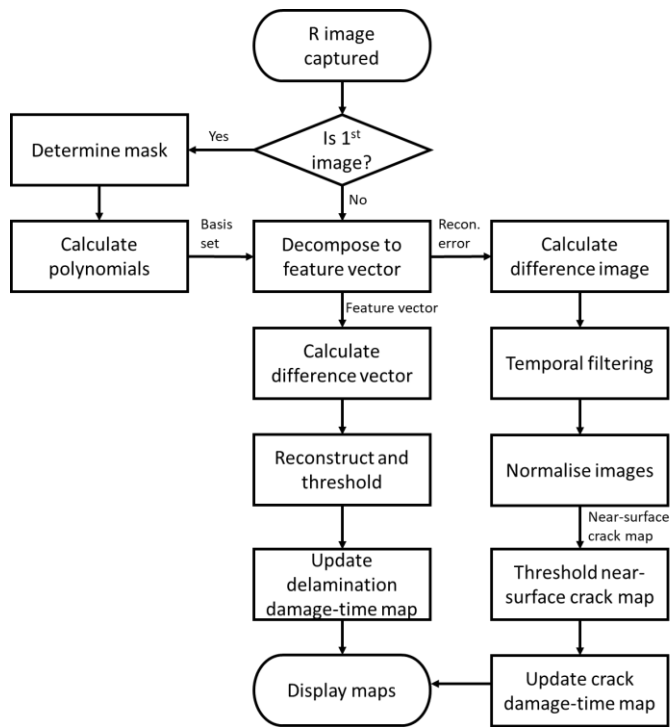 R image
captured
Is 1st
image?
Yes
No
Determine mask
Calculate
polynomials
Basis
set
Decompose to
feature vector
Recon.
error
Calculate
difference image
Feature vector
Calculate
difference vector
Temporal filtering
Reconstruct and
threshold
Normalise images
Near-surface
crack map
Update
delamination
damage-time map
Threshold near-
surface crack map
Display maps
Update crack
damage-time map